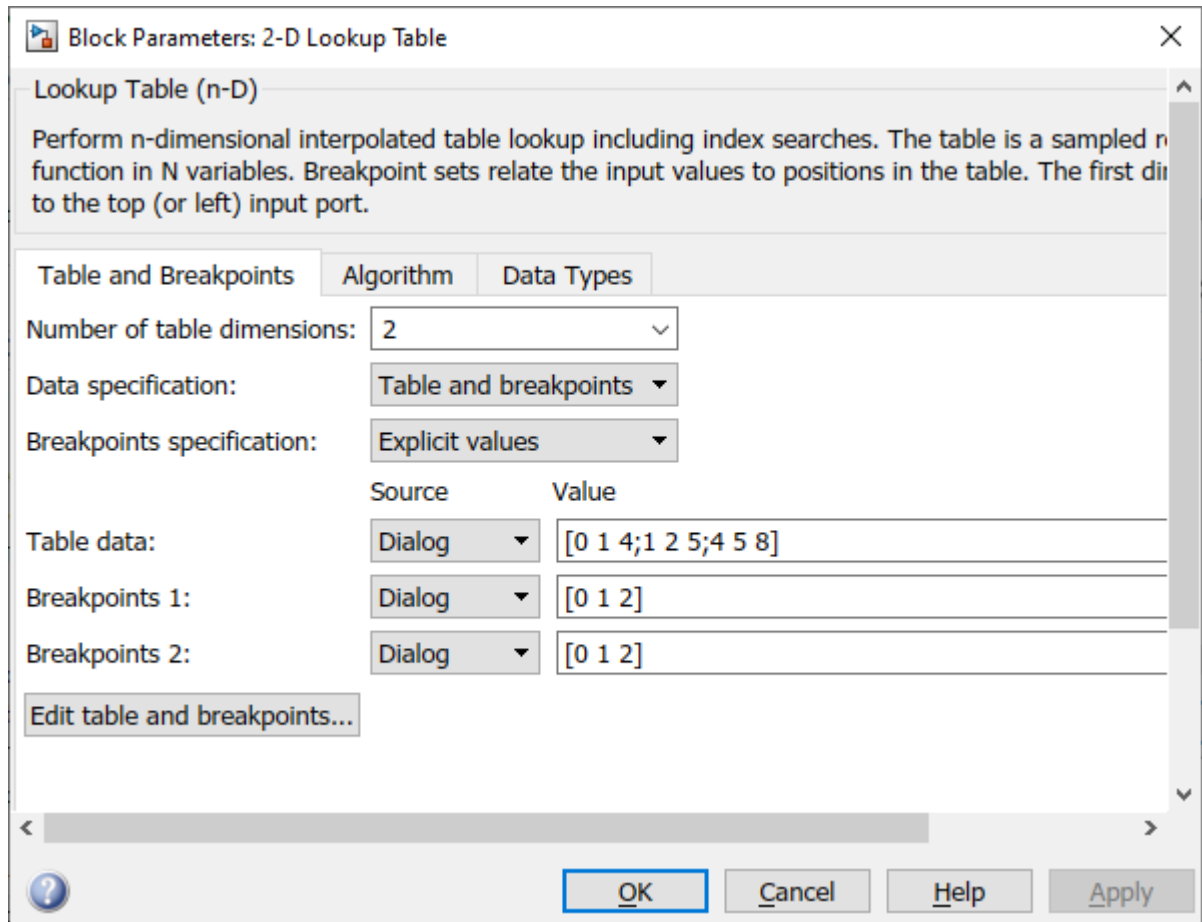 Block Parameters: 2-D Lookup Table
Lookup Table (n-D)
Perform n-dimensional interpolated table lookup including index searches. The table is a sampled
function in N variables. Breakpoint sets relate the input values to positions in the table. The first
to the top (or left) input port.
Table and Breakpoints Algorithm Data Types
Number of table dimensions: 2
Data specification: Table and breakpoints
Breakpoints specification: Explicit values
Source Value
Table data: Dialog [0 1 4;1 2 5;4 5 8]
Breakpoints 1: Dialog [0 1 2]
Breakpoints 2: Dialog [0 1 2]
Edit table and breakpoints...
? OK Cancel Help Apply